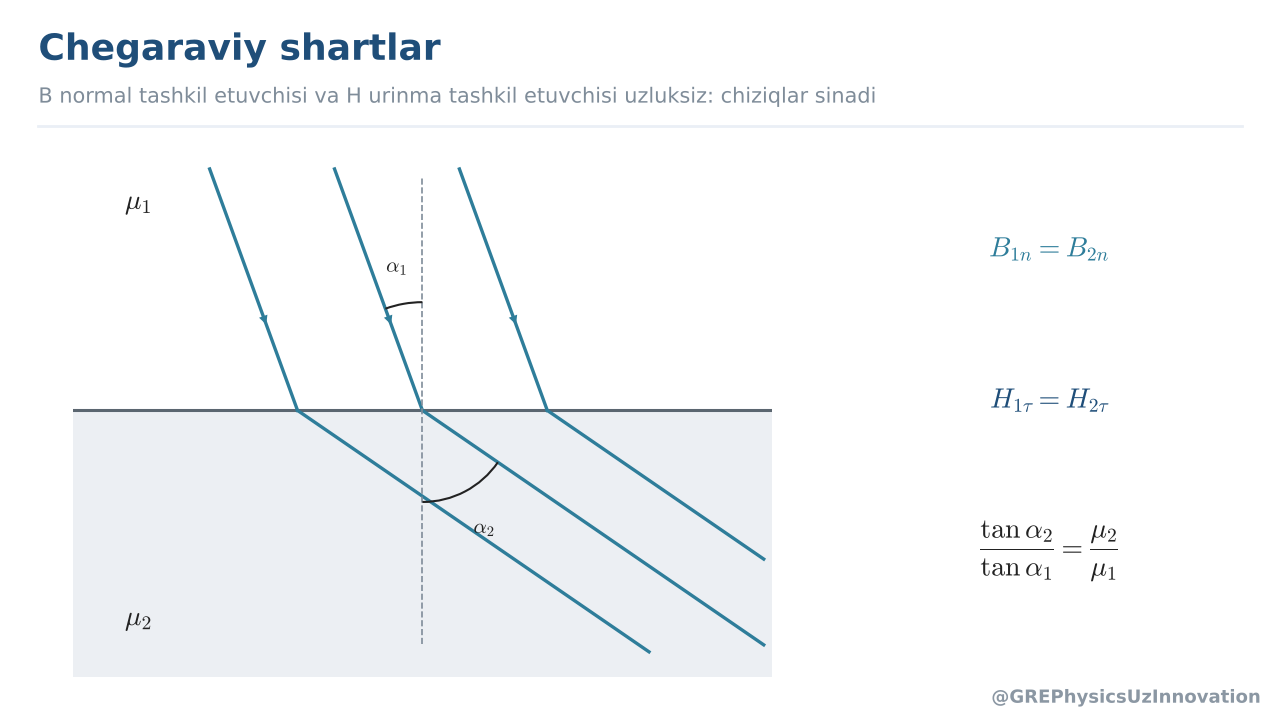 Chegaraviy shartlar
B normal tashkil etuvchisi va H urinma tashkil etuvchisi uzluksiz: chiziqlar sinadi
μ₁
α₁
B₁ₙ = B₂ₙ
H₁τ = H₂τ
α₂
tan α₂ / tan α₁ = μ₂ / μ₁
μ₂
@GREPhysicsUzInnovation